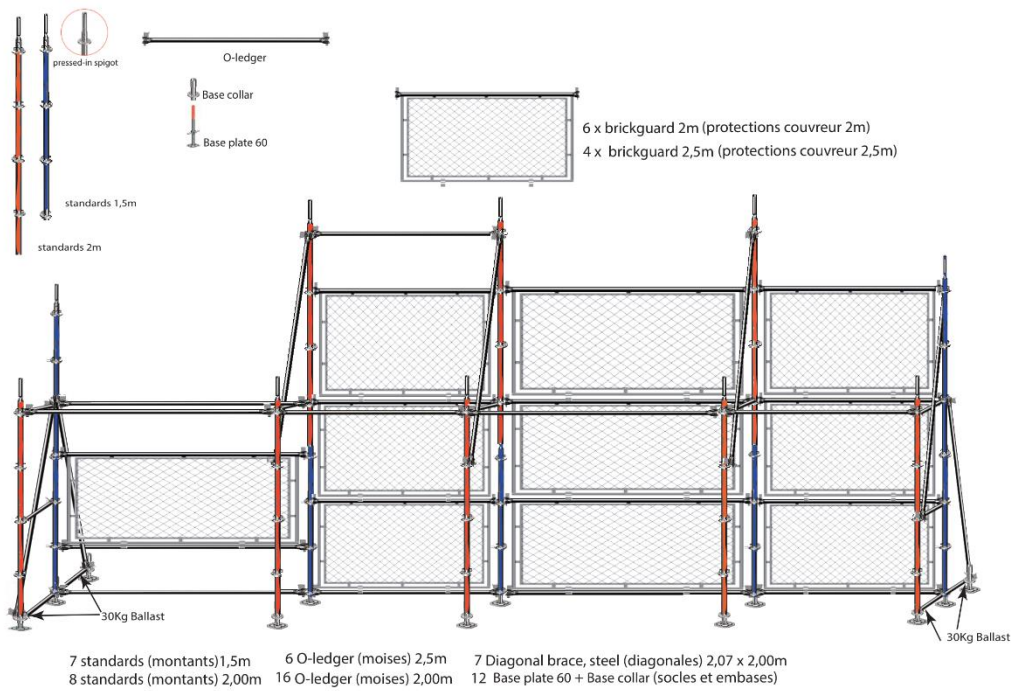 pressed-in spigot
O-ledger
Base collar
Base plate 60
6 x brickguard 2m (protections couvreur 2m)
4 x brickguard 2,5m (protections couvreur 2,5m)
standards 1,5m
standards 2m
30Kg Ballast
30Kg Ballast
7 standards (montants)1,5m
6 O-ledger (moises) 2,5m
7 Diagonal brace, steel (diagonales) 2,07 x 2,00m
8 standards (montants) 2,00m
16 O-ledger (moises) 2,00m
12 Base plate 60 + Base collar (socles et embases)